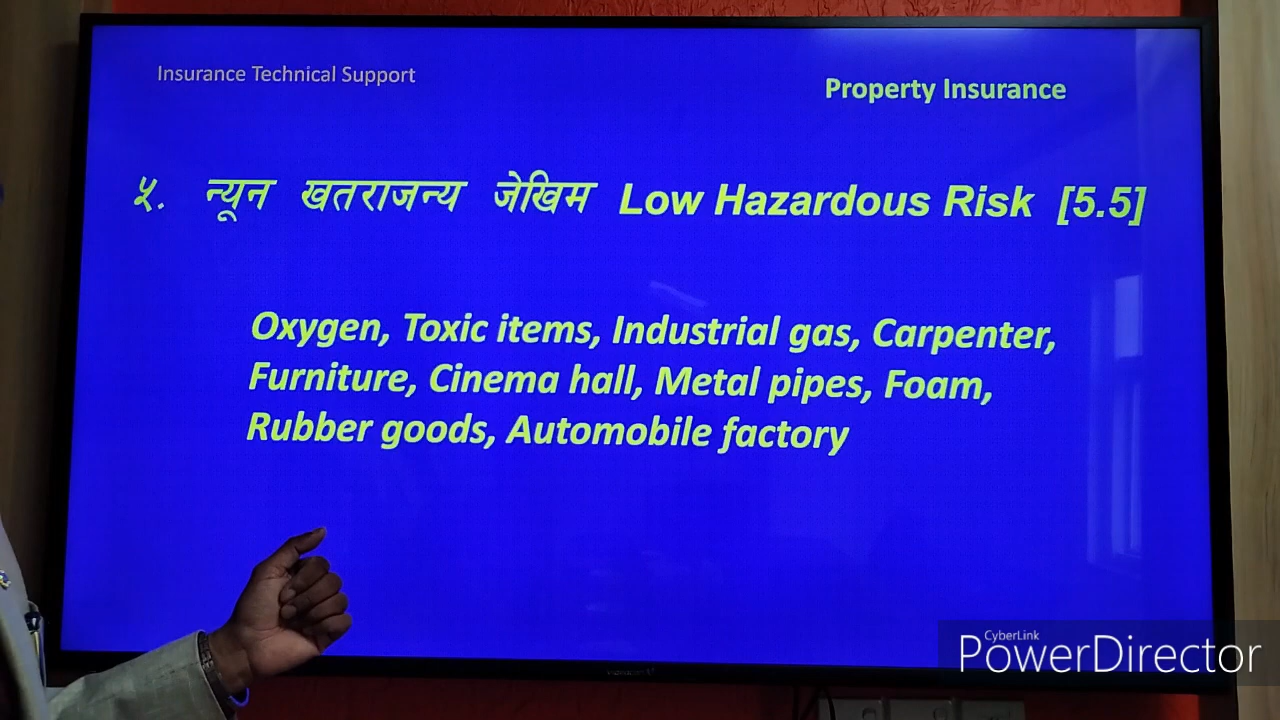 Insurance Technical Support
Property Insurance
५. न्यून खतराजन्य जेखिम Low Hazardous Risk [5.5]
Oxygen, Toxic items, Industrial gas, Carpenter,
Furniture, Cinema hall, Metal pipes, Foam,
Rubber goods, Automobile factory
CyberLink
PowerDirector